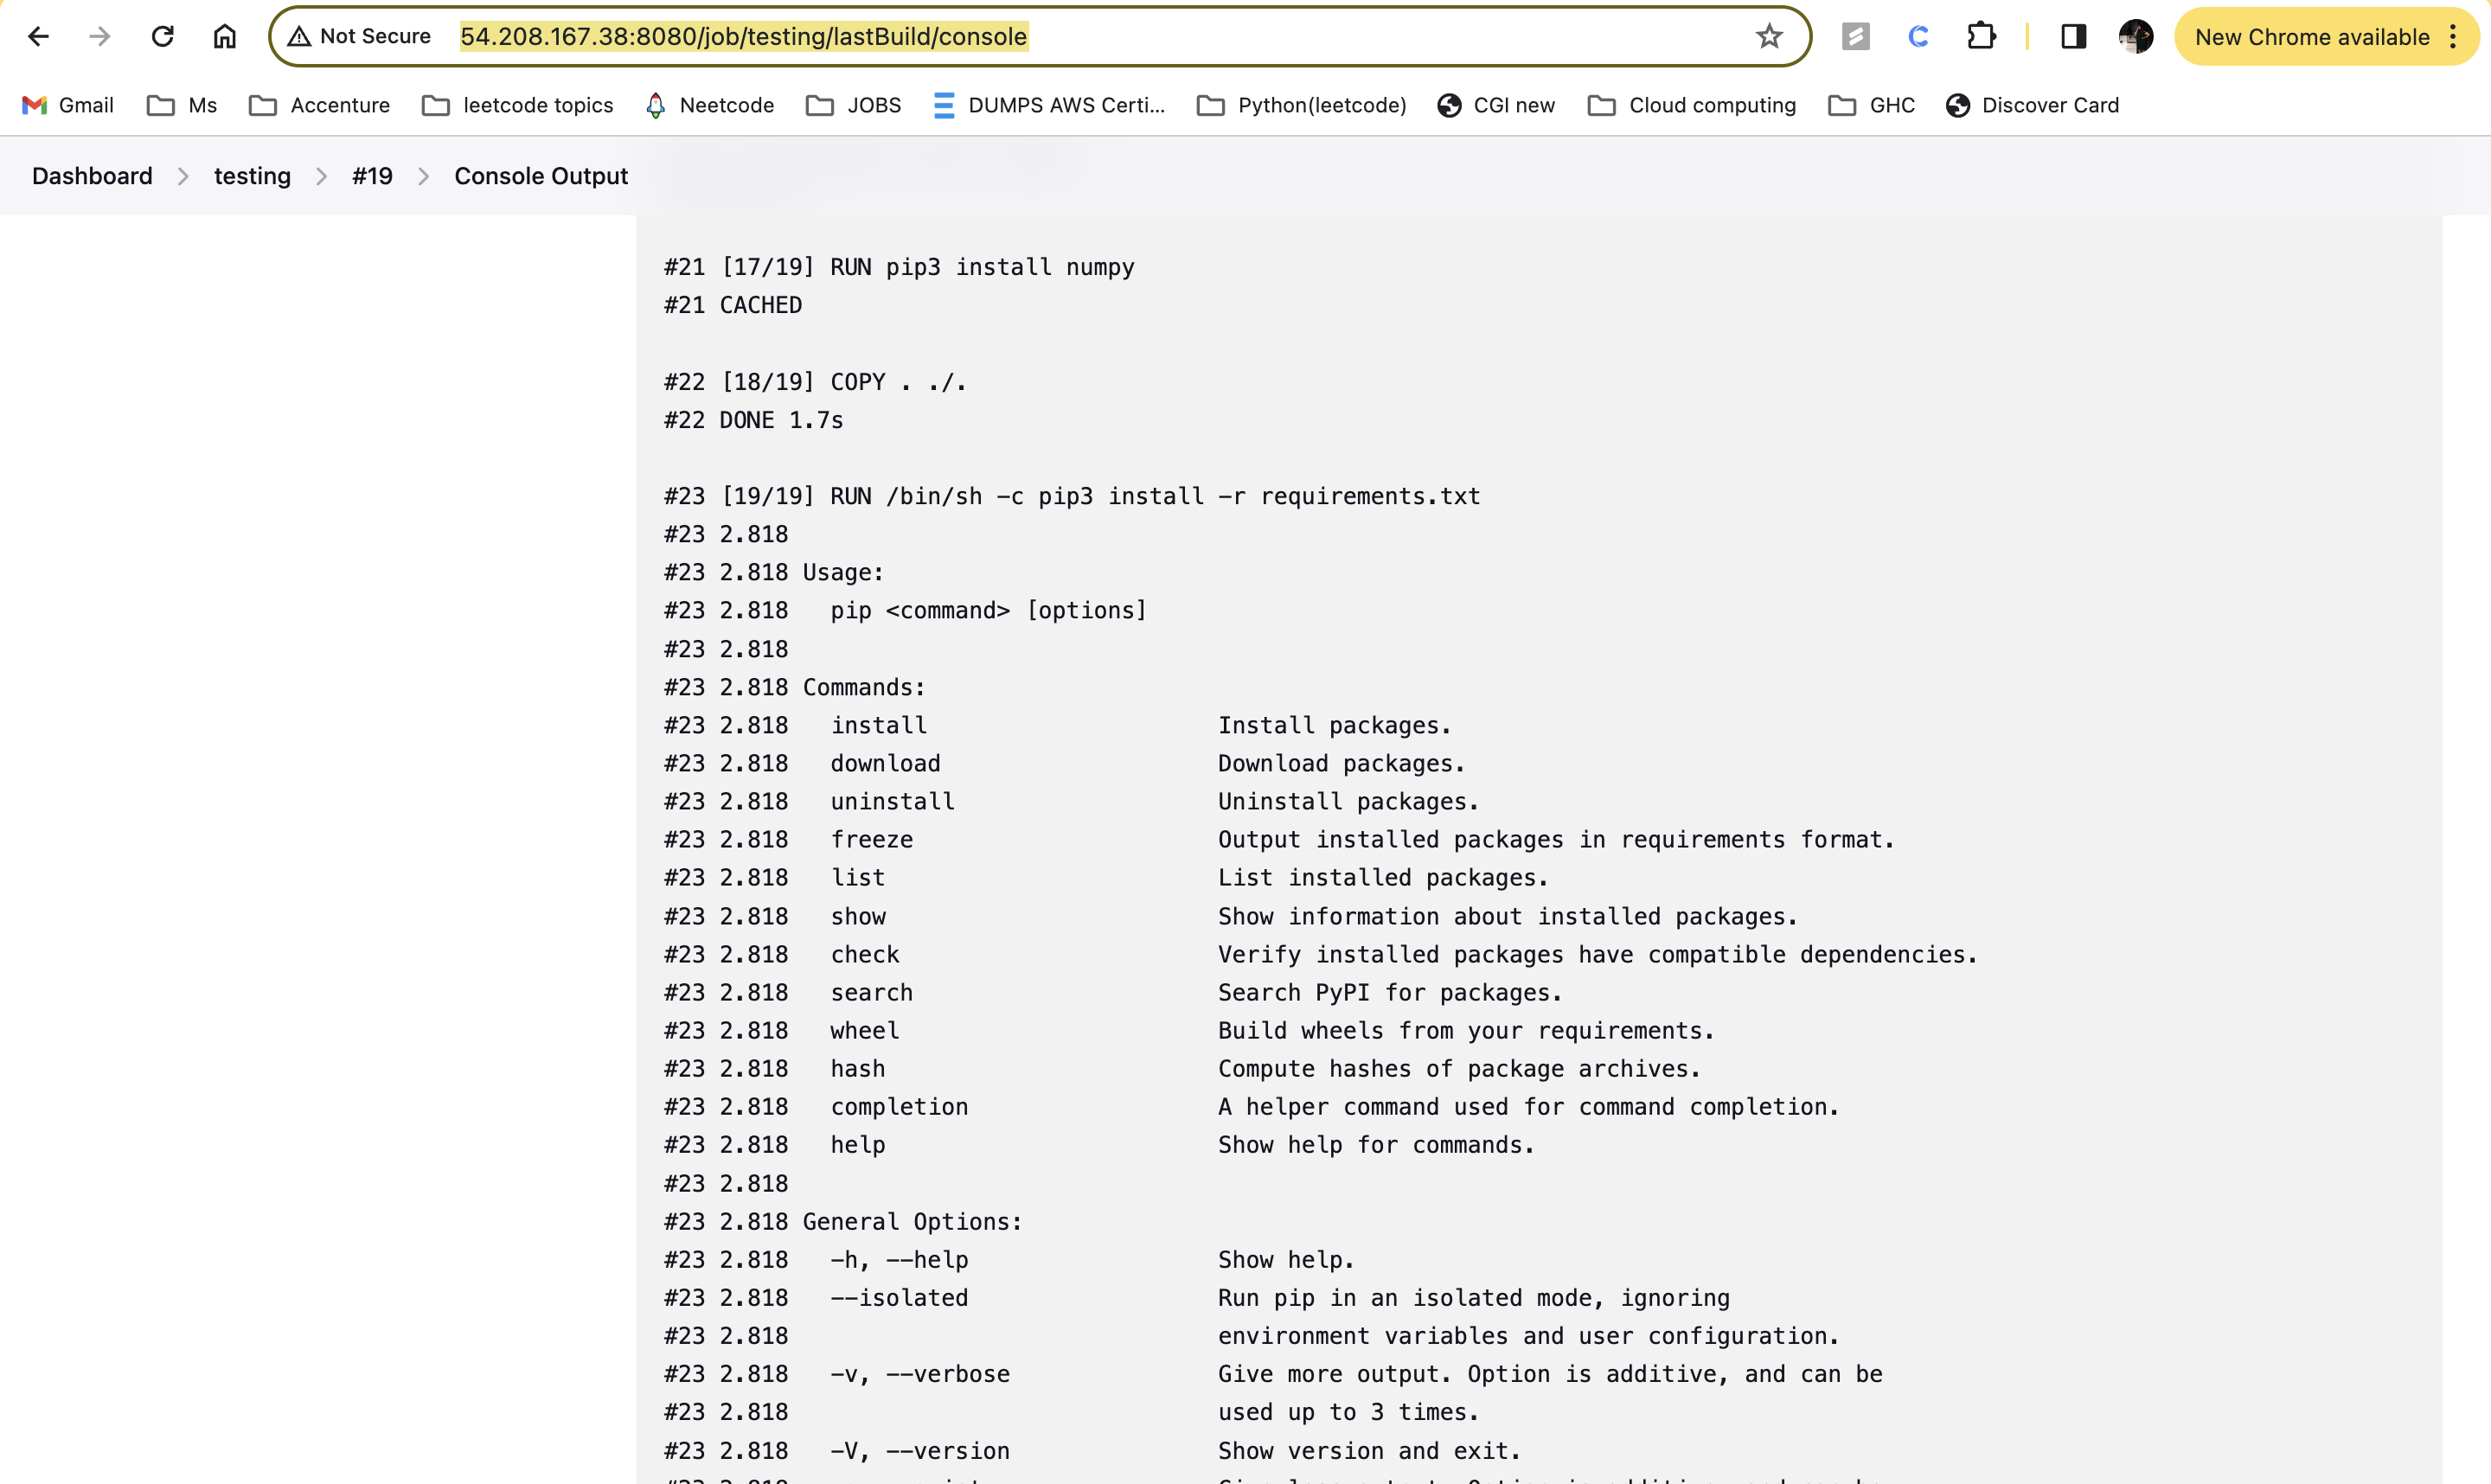 Not Secure 54.208.167.38:8080/job/testing/lastBuild/console New Chrome available
Gmail Ms Accenture leetcode topics Neetcode JOBS DUMPS AWS Certi... Python(leetcode) CGI new Cloud computing GHC Discover Card
Dashboard > testing > #19 > Console Output
#21 [17/19] RUN pip3 install numpy
#21 CACHED
#22 [18/19] COPY . ./.
#22 DONE 1.7s
#23 [19/19] RUN /bin/sh -c pip3 install -r requirements.txt
#23 2.818
#23 2.818 Usage:
#23 2.818   pip <command> [options]
#23 2.818
#23 2.818 Commands:
#23 2.818   install                     Install packages.
#23 2.818   download                    Download packages.
#23 2.818   uninstall                   Uninstall packages.
#23 2.818   freeze                      Output installed packages in requirements format.
#23 2.818   list                        List installed packages.
#23 2.818   show                        Show information about installed packages.
#23 2.818   check                       Verify installed packages have compatible dependencies.
#23 2.818   search                      Search PyPI for packages.
#23 2.818   wheel                       Build wheels from your requirements.
#23 2.818   hash                        Compute hashes of package archives.
#23 2.818   completion                  A helper command used for command completion.
#23 2.818   help                        Show help for commands.
#23 2.818
#23 2.818 General Options:
#23 2.818   -h, --help                  Show help.
#23 2.818   --isolated                  Run pip in an isolated mode, ignoring
#23 2.818                               environment variables and user configuration.
#23 2.818   -v, --verbose               Give more output. Option is additive, and can be
#23 2.818                               used up to 3 times.
#23 2.818   -V, --version               Show version and exit.